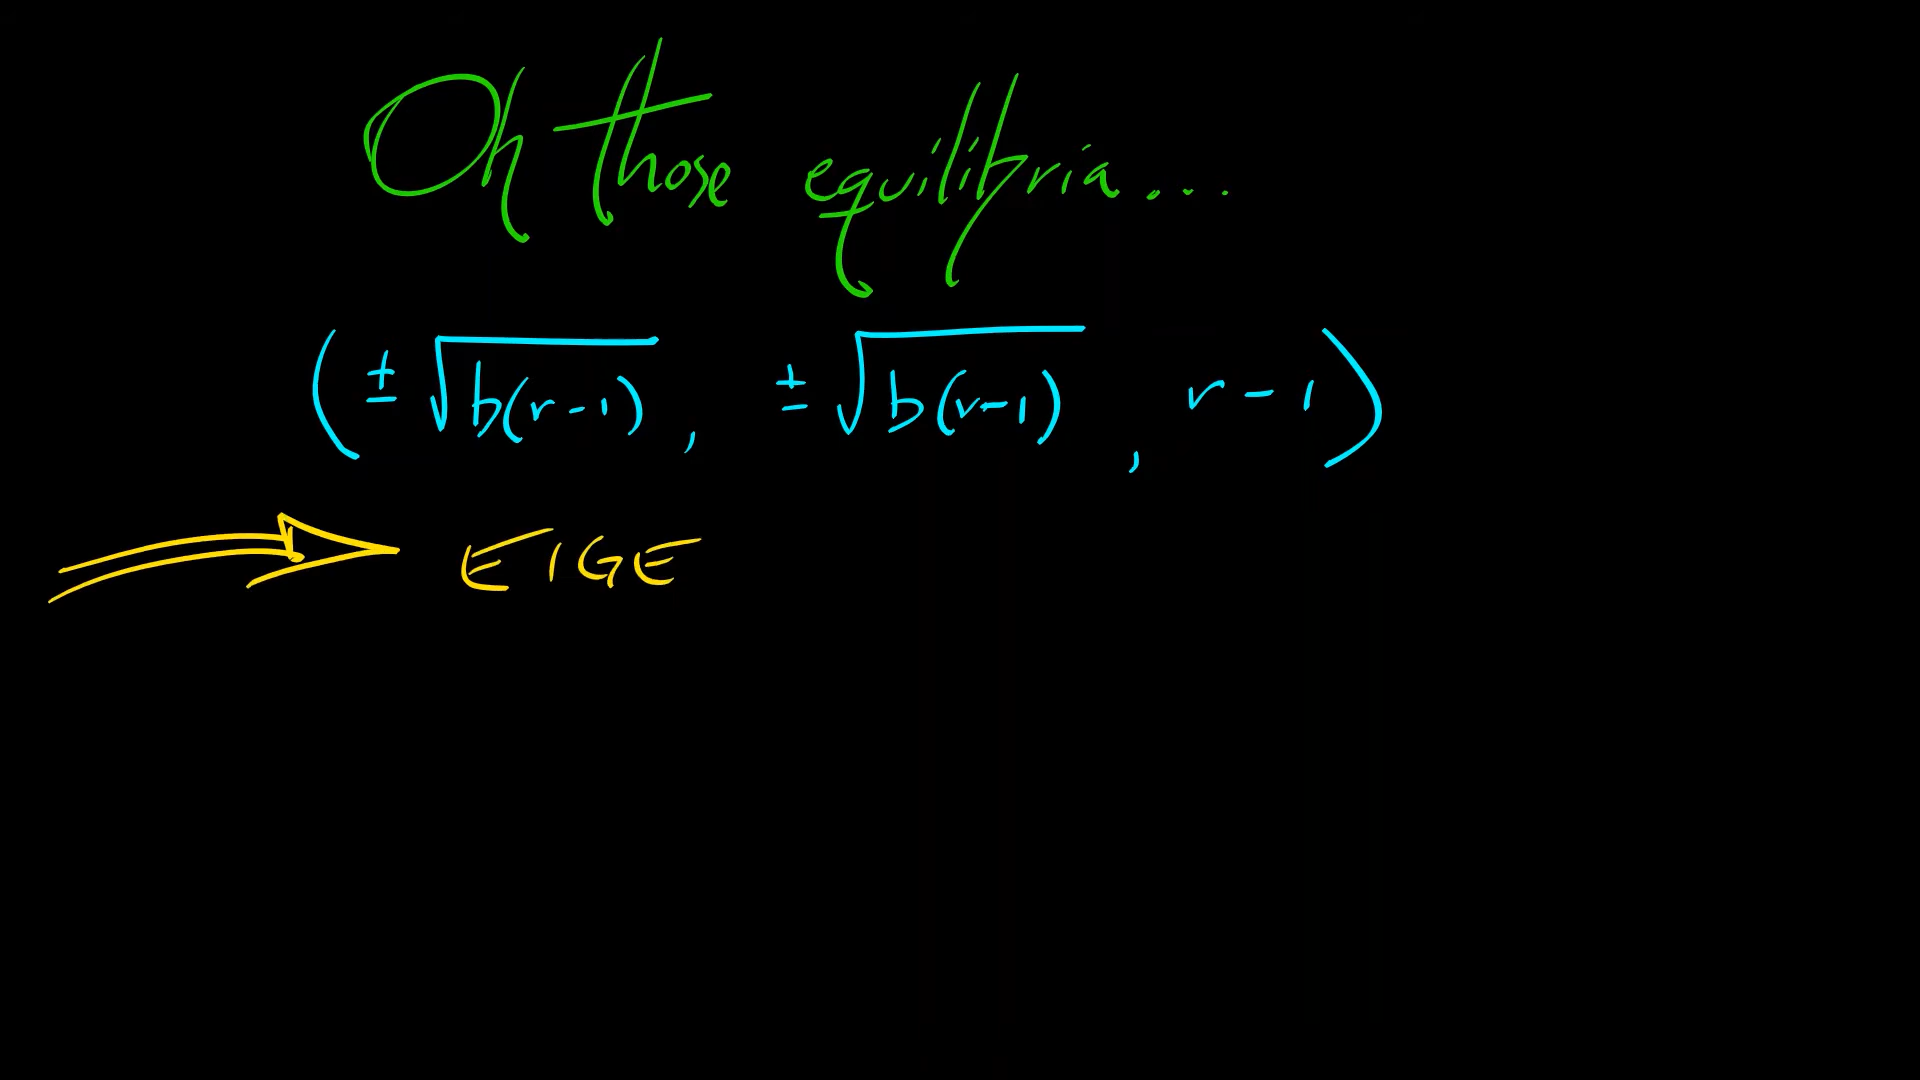 Oh those equilibria...
(± √b(r-1), ± √b(r-1), r-1)
EIGE